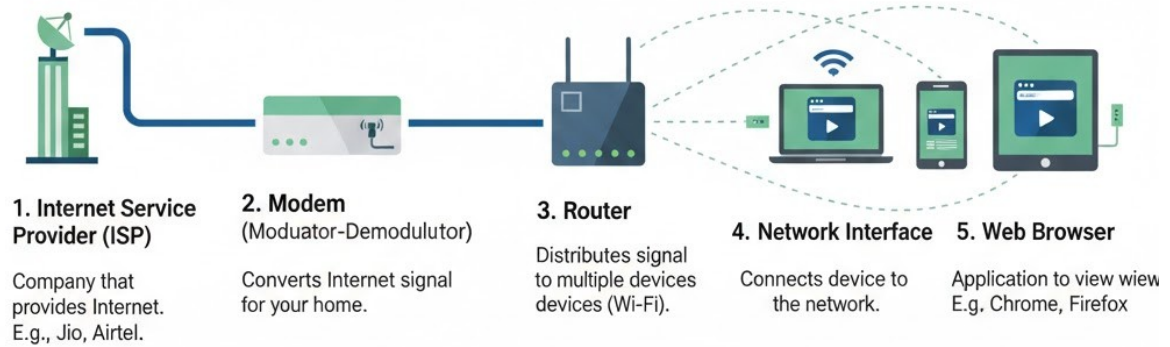 1. Internet Service
Provider (ISP)
Company that
provides Internet.
E.g., Jio, Airtel.
2. Modem
(Moduator-Demodulutor)
Converts Internet signal
for your home.
3. Router
Distributes signal
to multiple devices
devices (Wi-Fi).
4. Network Interface
Connects device to
the network.
5. Web Browser
Application to view wiew
E.g, Chrome, Firefox